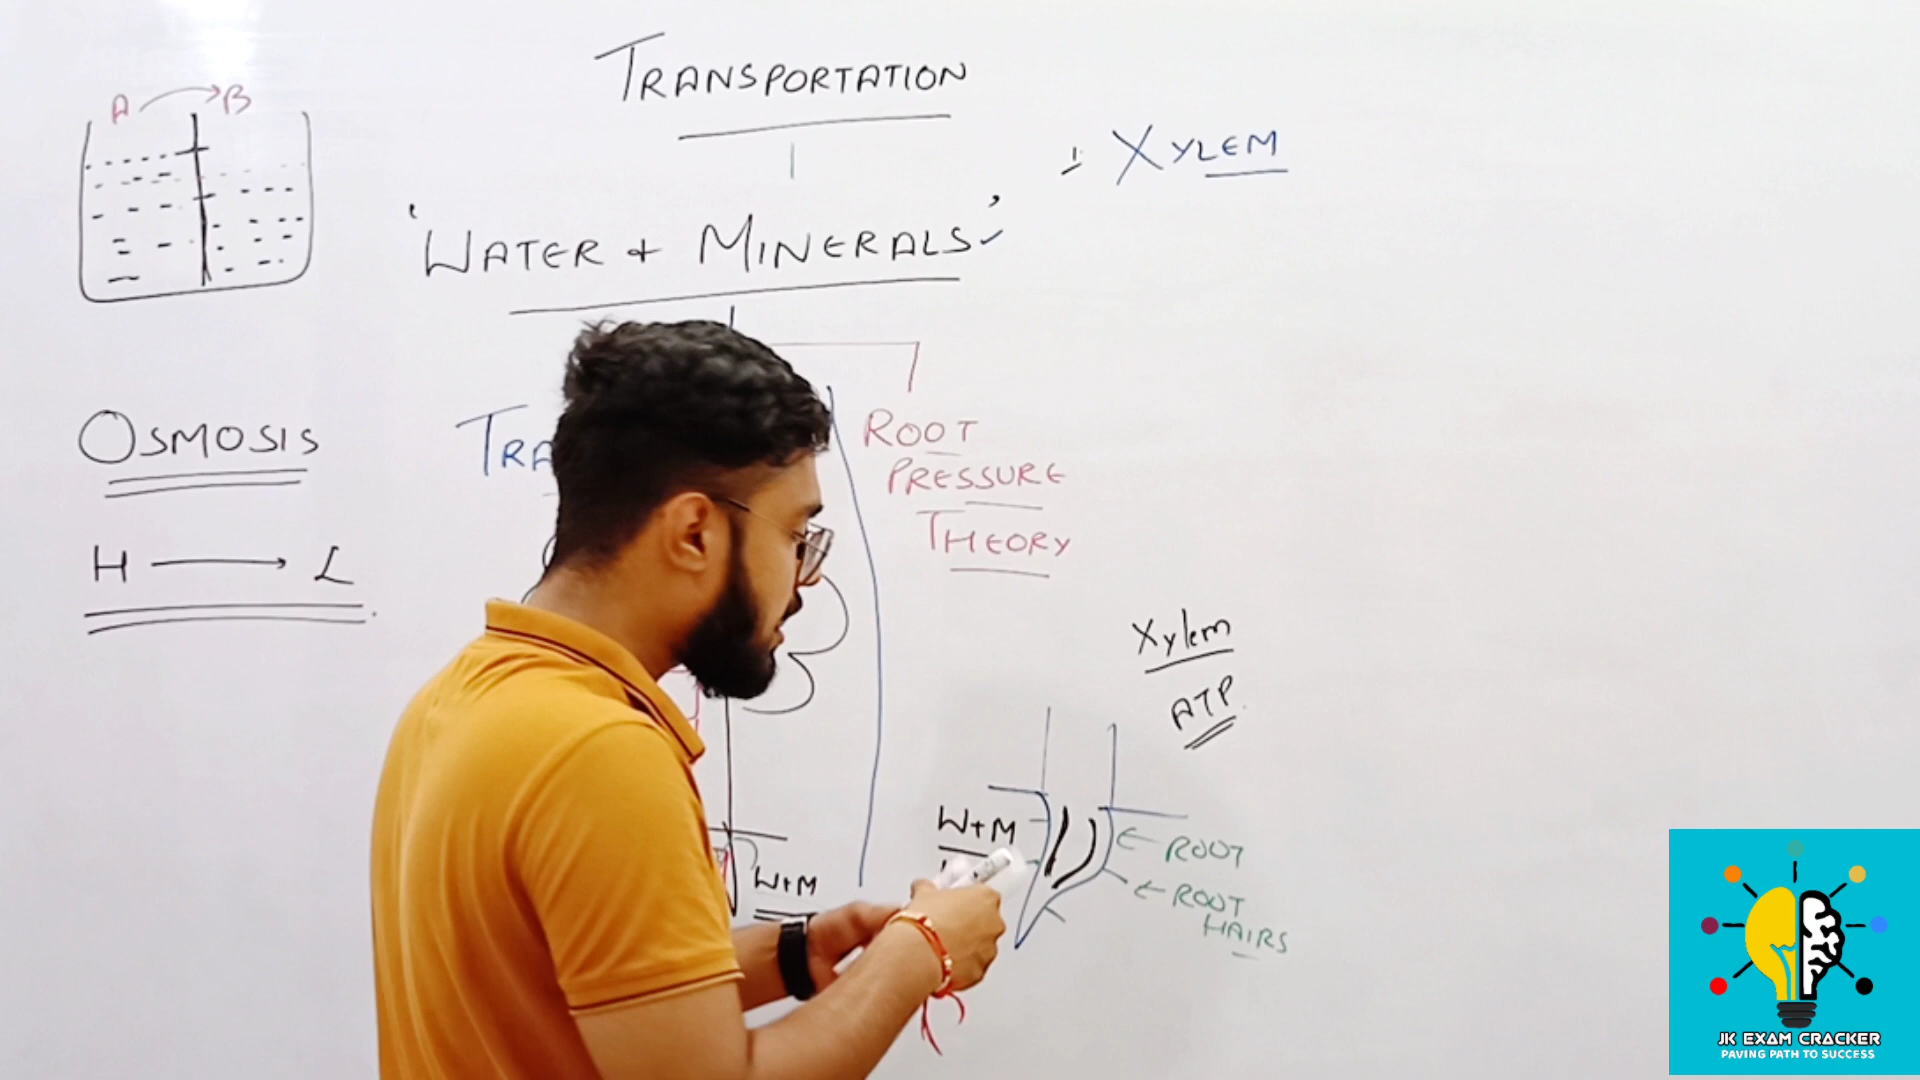 TRANSPORTATION
A → B
: XYLEM
'WATER + MINERALS'
OSMOSIS
H → L
TRA
ROOT
PRESSURE
THEORY
Xylem
ATP
W+M
← ROOT
← ROOT
HAIRS
W+M
JK EXAM CRACKER
PAVING PATH TO SUCCESS